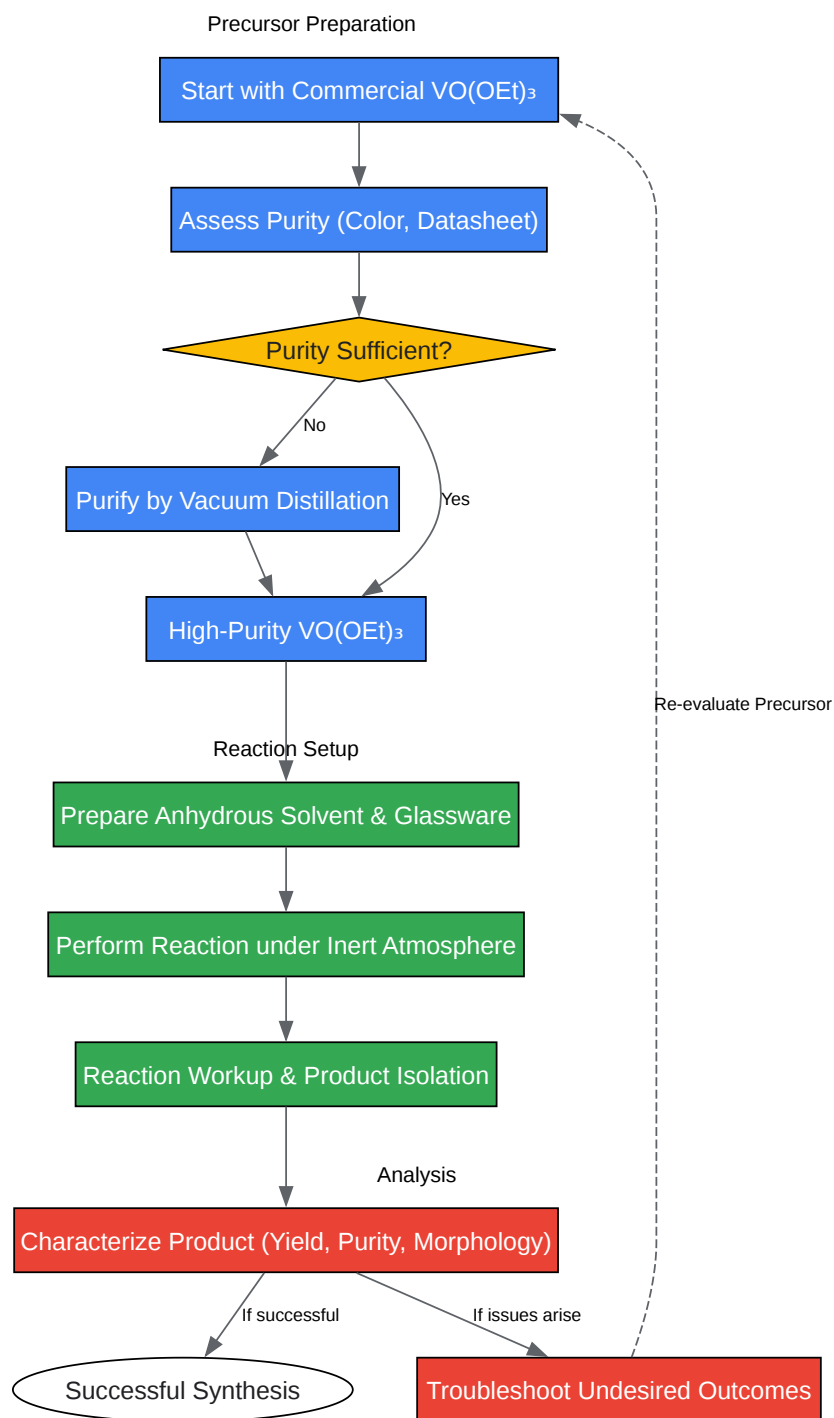 Precursor Preparation
Start with Commercial VO(OEt)₃
Assess Purity (Color, Datasheet)
Purity Sufficient?
No
Purify by Vacuum Distillation
Yes
High-Purity VO(OEt)₃
Re-evaluate Precursor
Reaction Setup
Prepare Anhydrous Solvent & Glassware
Perform Reaction under Inert Atmosphere
Reaction Workup & Product Isolation
Analysis
Characterize Product (Yield, Purity, Morphology)
If successful
If issues arise
Successful Synthesis
Troubleshoot Undesired Outcomes